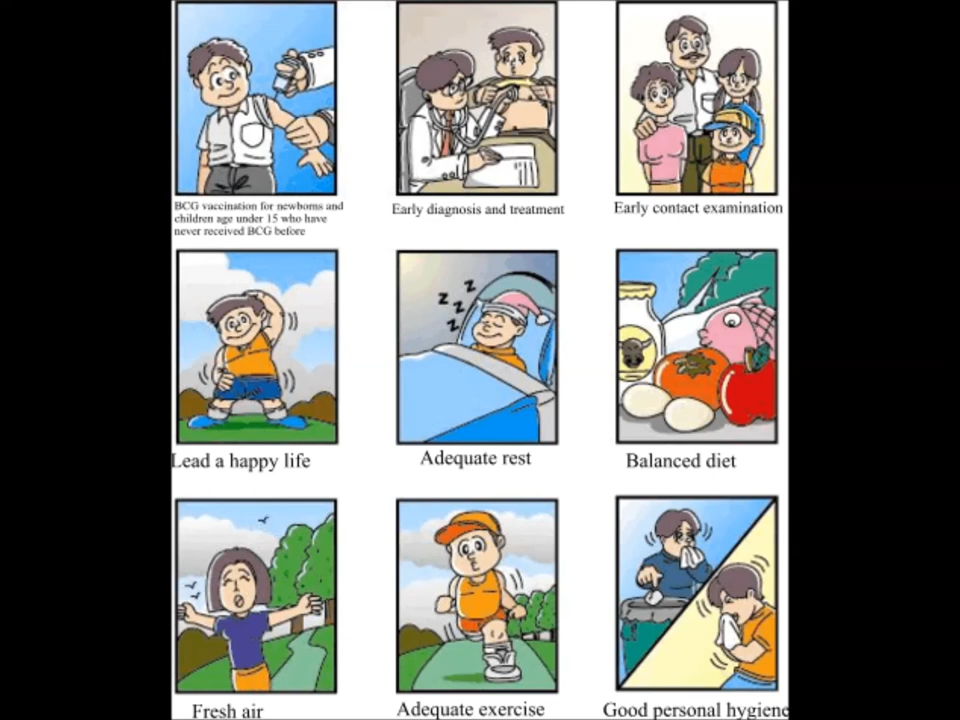 BCG vaccination for newborns and
children age under 15 who have
never received BCG before
Early diagnosis and treatment
Early contact examination
z
z
z
z
Lead a happy life
Adequate rest
Balanced diet
Fresh air
Adequate exercise
Good personal hygiene